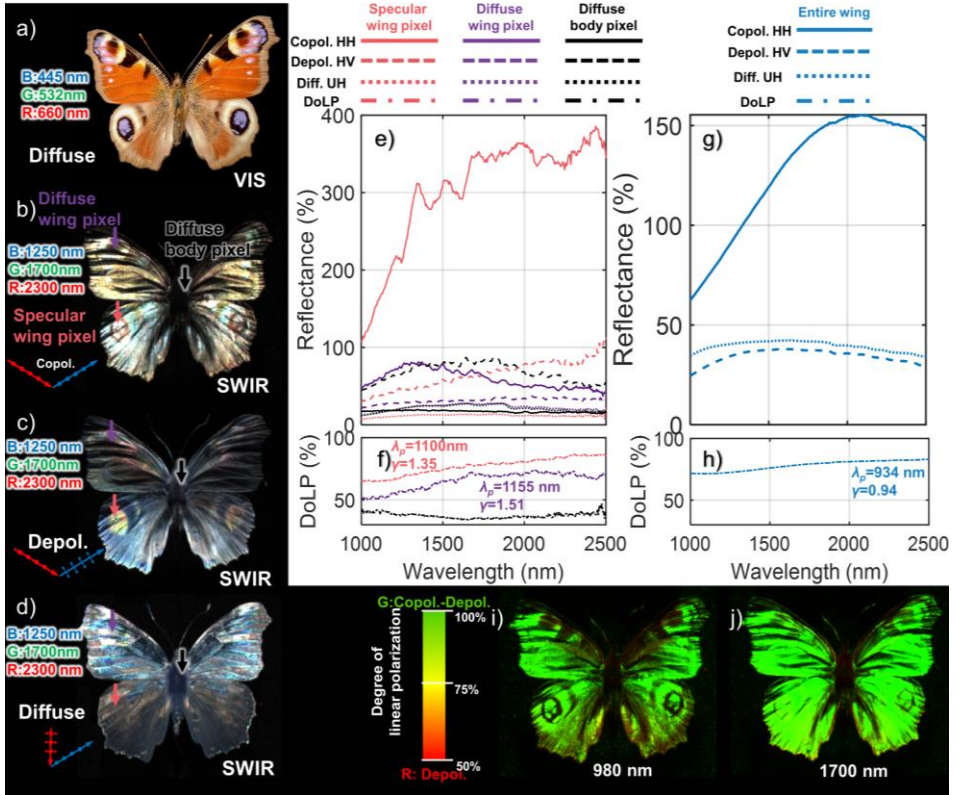 a)
B:445 nm
G:532nm
R:660 nm
Diffuse
VIS
b)
Diffuse
wing pixel
Diffuse
body pixel
B:1250 nm
G:1700nm
R:2300 nm
Specular
wing pixel
Copol.
SWIR
c)
B:1250 nm
G:1700nm
R:2300 nm
Depol.
SWIR
d)
B:1250 nm
G:1700nm
R:2300 nm
Diffuse
SWIR
Specular
wing pixel
Diffuse
wing pixel
Diffuse
body pixel
Copol. HH
Depol. HV
Diff. UH
DoLP
Entire wing
Copol. HH
Depol. HV
Diff. UH
DoLP
e)
Reflectance (%)
400
300
200
100
0
f)
DoLP (%)
100
50
λp=1100nm
γ=1.35
λp=1155 nm
γ=1.51
1000 1500 2000 2500
Wavelength (nm)
g)
Reflectance (%)
150
100
50
0
h)
DoLP (%)
100
50
λp=934 nm
γ=0.94
1000 1500 2000 2500
Wavelength (nm)
G:Copol.-Depol.
Degree of
linear polarization
100%
75%
50%
R: Depol.
i)
980 nm
j)
1700 nm